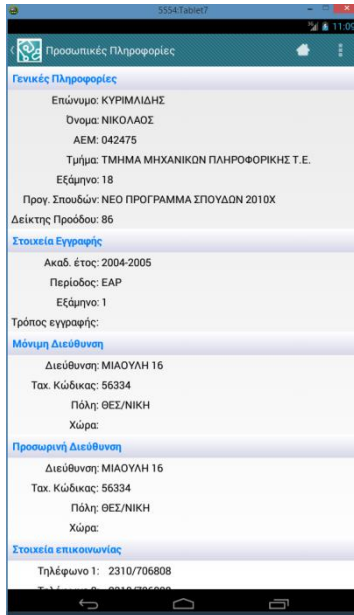 5554:Tablet7
3G 11:09
Προσωπικές Πληροφορίες
Γενικές Πληροφορίες
Επώνυμο: ΚΥΡΙΜΛΙΔΗΣ
Όνομα: ΝΙΚΟΛΑΟΣ
ΑΕΜ: 042475
Τμήμα: ΤΜΗΜΑ ΜΗΧΑΝΙΚΩΝ ΠΛΗΡΟΦΟΡΙΚΗΣ Τ.Ε.
Εξάμηνο: 18
Προγ. Σπουδών: ΝΕΟ ΠΡΟΓΡΑΜΜΑ ΣΠΟΥΔΩΝ 2010Χ
Δείκτης Προόδου: 86
Στοιχεία Εγγραφής
Ακαδ. έτος: 2004-2005
Περίοδος: ΕΑΡ
Εξάμηνο: 1
Τρόπος εγγραφής:
Μόνιμη Διεύθυνση
Διεύθυνση: ΜΙΑΟΥΛΗ 16
Ταχ. Κώδικας: 56334
Πόλη: ΘΕΣ/ΝΙΚΗ
Χώρα:
Προσωρινή Διεύθυνση
Διεύθυνση: ΜΙΑΟΥΛΗ 16
Ταχ. Κώδικας: 56334
Πόλη: ΘΕΣ/ΝΙΚΗ
Χώρα:
Στοιχεία επικοινωνίας
Τηλέφωνο 1: 2310/706808